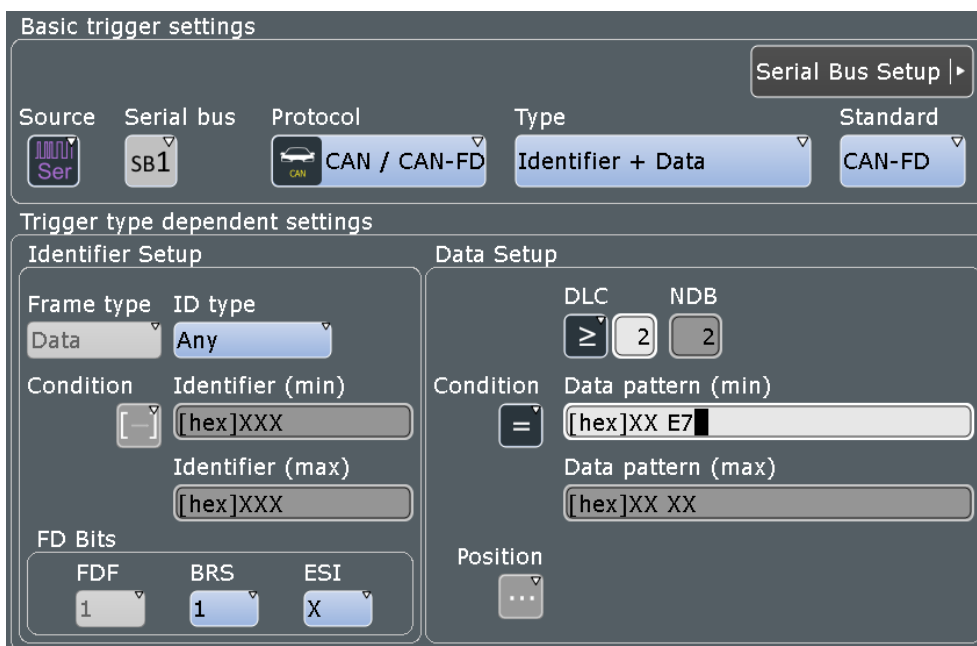 Basic trigger settings
Serial Bus Setup
Source Serial bus Protocol Type Standard
Ser SB1 CAN CAN / CAN-FD Identifier + Data CAN-FD
Trigger type dependent settings
Identifier Setup
Frame type ID type
Data Any
Condition Identifier (min)
[–] [hex]XXX
Identifier (max)
[hex]XXX
FD Bits
FDF BRS ESI
1 1 X
Data Setup
DLC NDB
≥ 2 2
Condition Data pattern (min)
= [hex]XX E7
Data pattern (max)
[hex]XX XX
Position
...